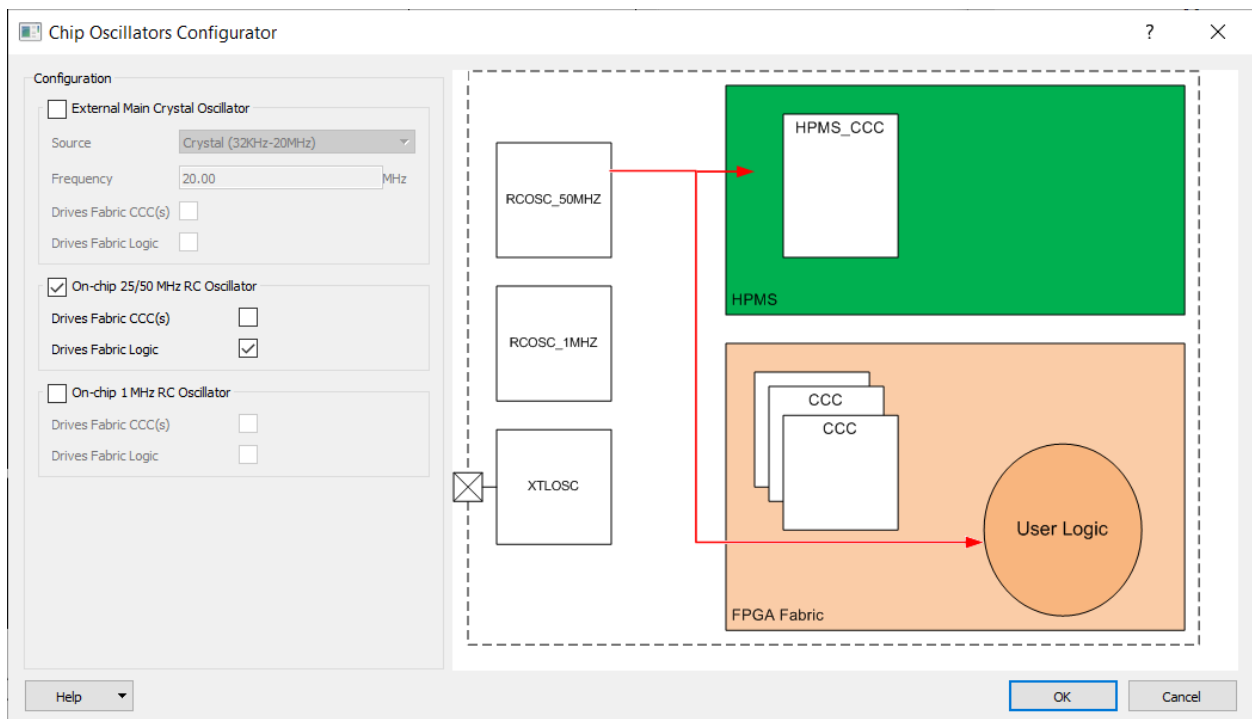 Chip Oscillators Configurator
?
Configuration
External Main Crystal Oscillator
Source
Crystal (32KHz-20MHz)
Frequency
20.00
MHz
Drives Fabric CCC(s)
Drives Fabric Logic
On-chip 25/50 MHz RC Oscillator
Drives Fabric CCC(s)
Drives Fabric Logic
On-chip 1 MHz RC Oscillator
Drives Fabric CCC(s)
Drives Fabric Logic
RCOSC_50MHZ
RCOSC_1MHZ
XTLOSC
HPMS_CCC
HPMS
CCC
CCC
User Logic
FPGA Fabric
Help
OK
Cancel